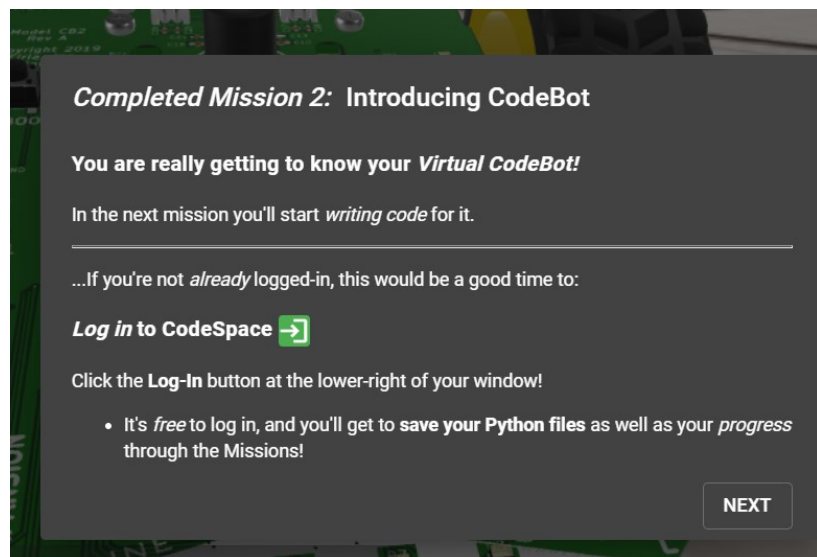 Model CB2
Rev A
2019
Completed Mission 2: Introducing CodeBot
You are really getting to know your Virtual CodeBot!
In the next mission you'll start writing code for it.
...If you're not already logged-in, this would be a good time to:
Log in to CodeSpace
Click the Log-In button at the lower-right of your window!
• It's free to log in, and you'll get to save your Python files as well as your progress
through the Missions!
NEXT